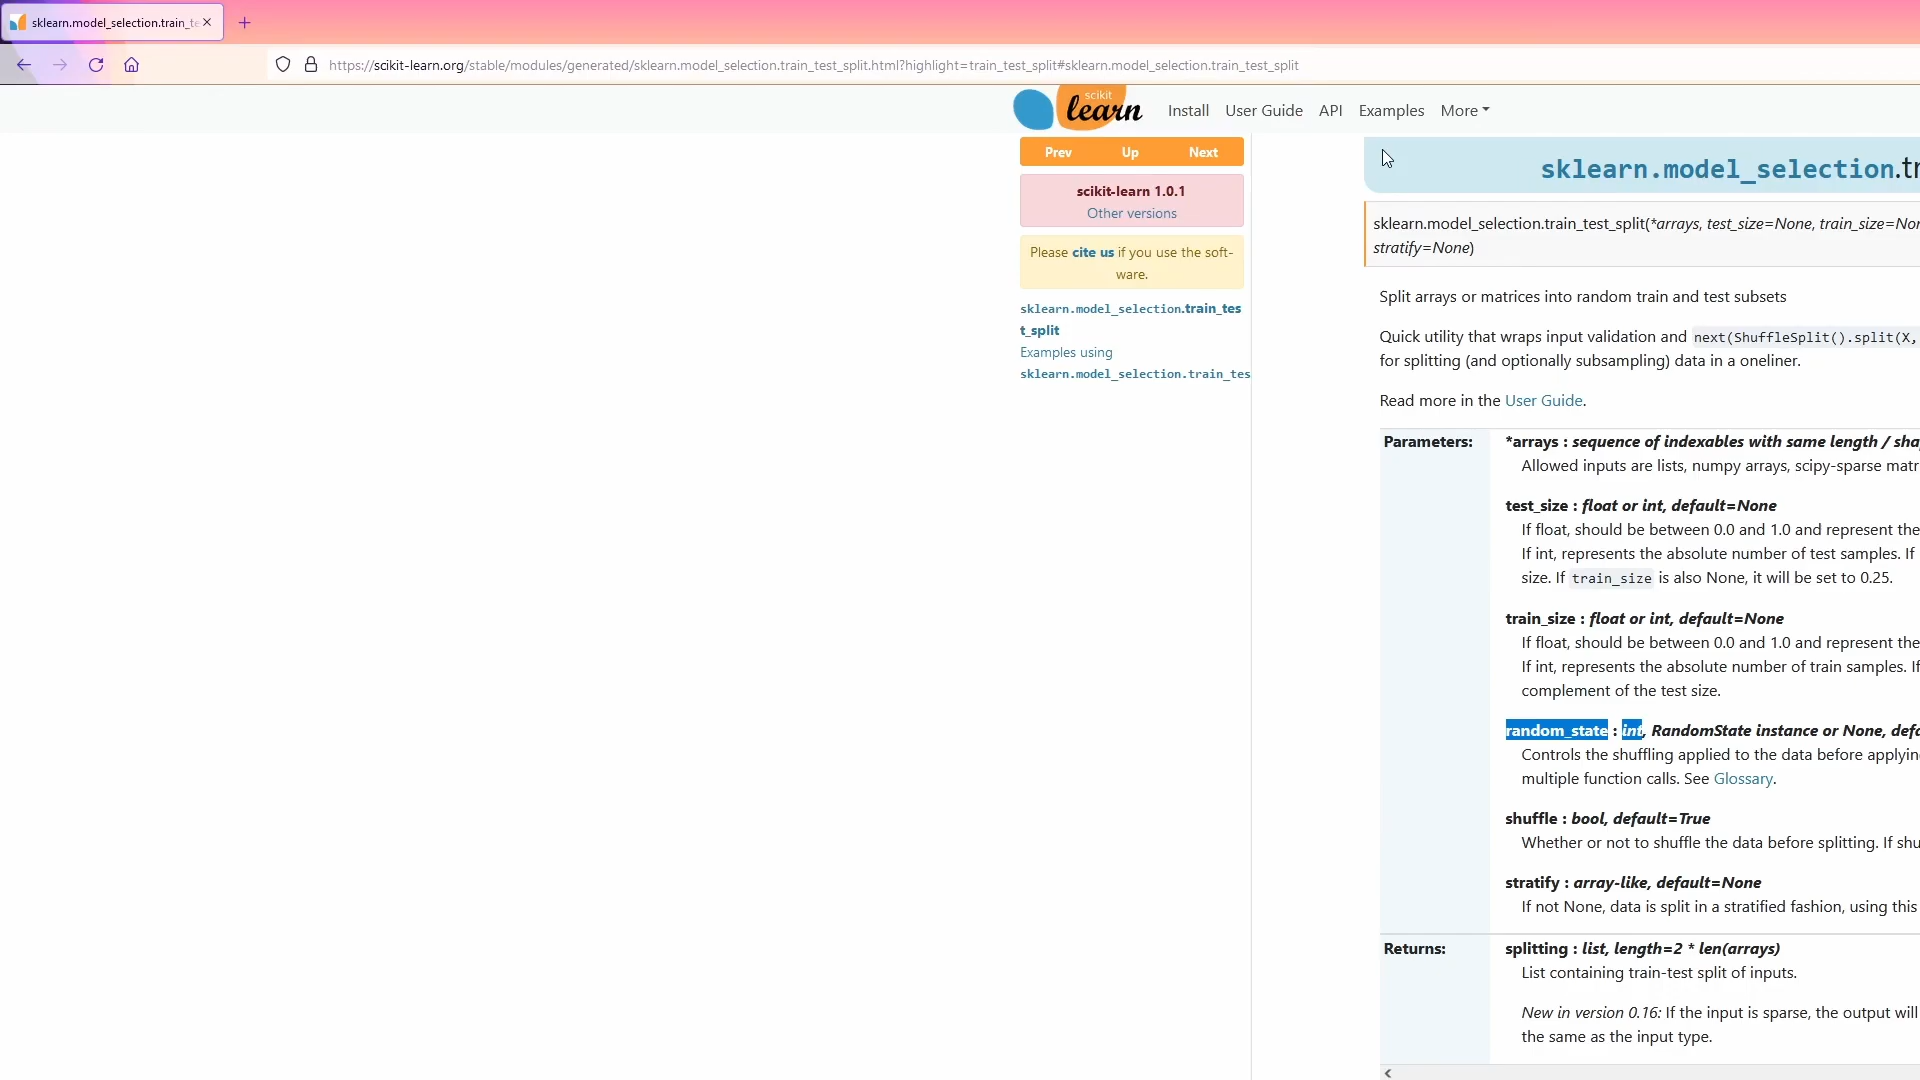 sklearn.model_selection.train_te
https://scikit-learn.org/stable/modules/generated/sklearn.model_selection.train_test_split.html?highlight=train_test_split#sklearn.model_selection.train_test_split
scikit
learn
Install User Guide API Examples More
Prev Up Next
scikit-learn 1.0.1
Other versions
Please cite us if you use the soft-
ware.
sklearn.model_selection.train_tes
t_split
Examples using
sklearn.model_selection.train_tes
sklearn.model_selection.tr
sklearn.model_selection.train_test_split(*arrays, test_size=None, train_size=Nor
stratify=None)
Split arrays or matrices into random train and test subsets
Quick utility that wraps input validation and next(ShuffleSplit().split(X,
for splitting (and optionally subsampling) data in a oneliner.
Read more in the User Guide.
Parameters:
*arrays : sequence of indexables with same length / sha
Allowed inputs are lists, numpy arrays, scipy-sparse matr
test_size : float or int, default=None
If float, should be between 0.0 and 1.0 and represent the
If int, represents the absolute number of test samples. If
size. If train_size is also None, it will be set to 0.25.
train_size : float or int, default=None
If float, should be between 0.0 and 1.0 and represent the
If int, represents the absolute number of train samples. If
complement of the test size.
random_state : int, RandomState instance or None, defa
Controls the shuffling applied to the data before applying
multiple function calls. See Glossary.
shuffle : bool, default=True
Whether or not to shuffle the data before splitting. If shu
stratify : array-like, default=None
If not None, data is split in a stratified fashion, using this
Returns:
splitting : list, length=2 * len(arrays)
List containing train-test split of inputs.
New in version 0.16: If the input is sparse, the output will
the same as the input type.